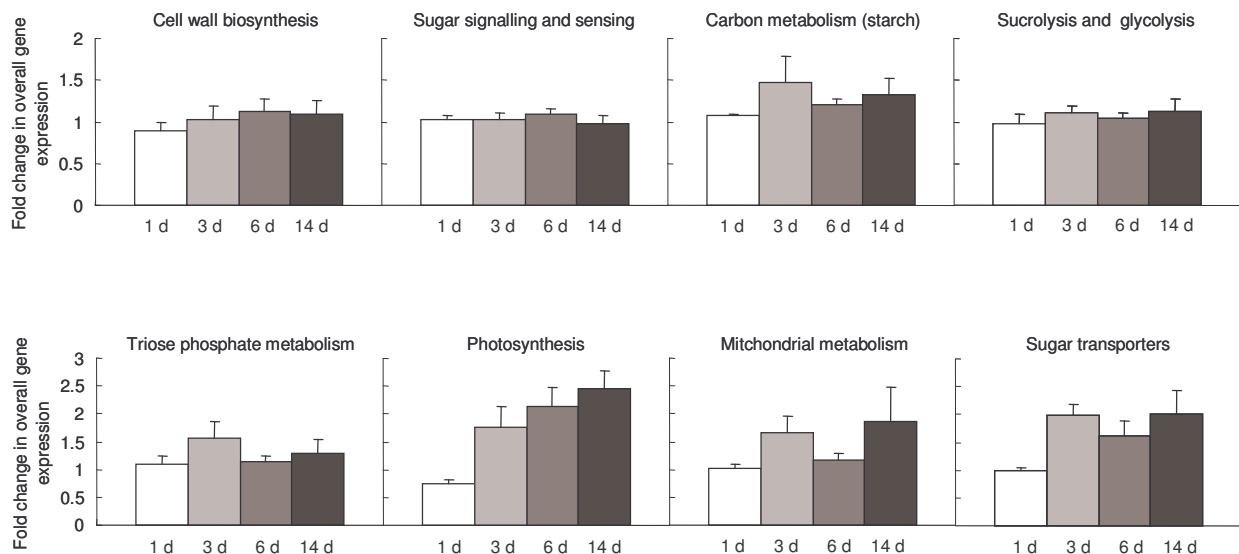 Cell wall biosynthesis
Sugar signalling and sensing
Carbon metabolism (starch)
Sucrolysis and glycolysis
Fold change in overall gene
expression
2
1.5
1
0.5
0
1 d 3 d 6 d 14 d
1 d 3 d 6 d 14 d
1 d 3 d 6 d 14 d
1 d 3 d 6 d 14 d
Triose phosphate metabolism
Photosynthesis
Mitchondrial metabolism
Sugar transporters
Fold change in overall gene
expression
3
2.5
2
1.5
1
0.5
0
1 d 3 d 6 d 14 d
1 d 3 d 6 d 14 d
1 d 3 d 6 d 14 d
1 d 3 d 6 d 14 d